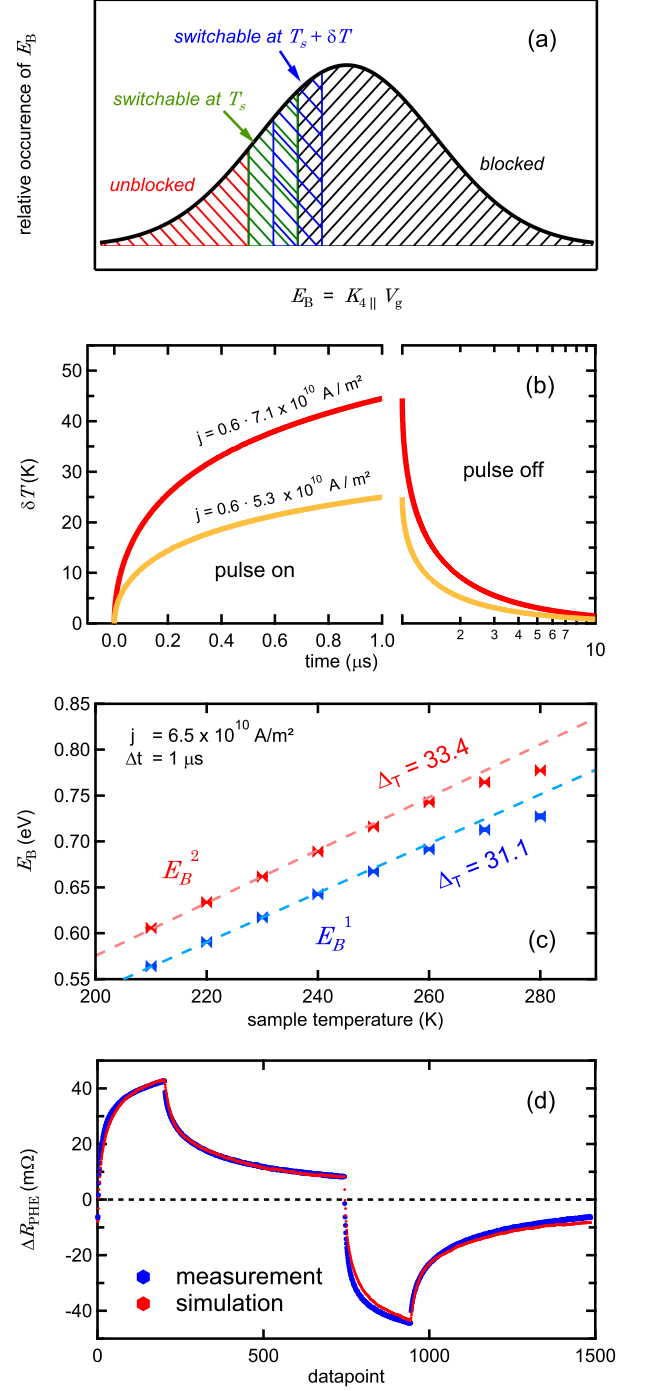 relative occurence of E_B
(a)
switchable at T_s + δT
switchable at T_s
unblocked
blocked
E_B = K_4∥ V_g
(b)
δT (K)
50
40
30
20
10
0
j = 0.6 · 7.1 x 10^10 A / m²
j = 0.6 · 5.3 x 10^10 A / m²
pulse on
pulse off
0.0 0.2 0.4 0.6 0.8 1.0
2 3 4 5 6 7
10
time (μs)
E_B (eV)
0.85
0.80
0.75
0.70
0.65
0.60
0.55
j = 6.5 x 10^10 A/m²
Δt = 1 μs
Δ_T = 33.4
Δ_T = 31.1
E_B^2
E_B^1
(c)
200 220 240 260 280
sample temperature (K)
(d)
ΔR_PHE (mΩ)
40
20
0
-20
-40
measurement
simulation
0 500 1000 1500
datapoint